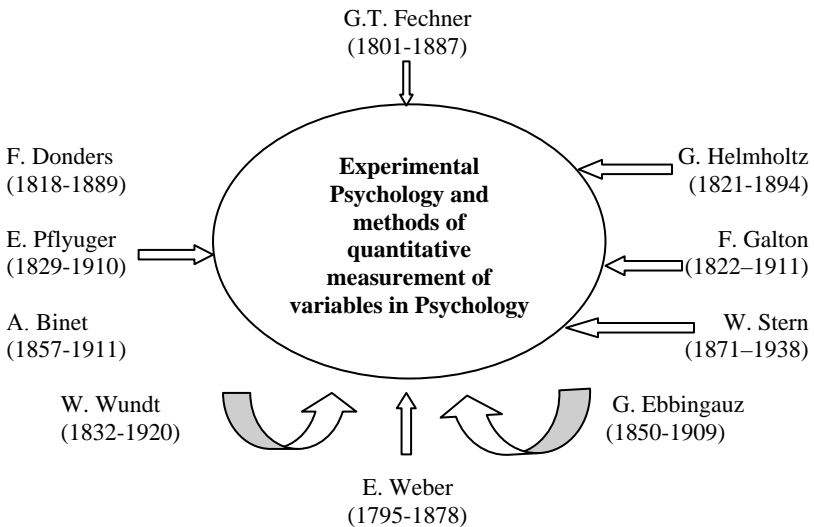 G.T. Fechner
(1801-1887)
F. Donders
(1818-1889)
E. Pflyuger
(1829-1910)
A. Binet
(1857-1911)
Experimental
Psychology and
methods of
quantitative
measurement of
variables in Psychology
G. Helmholtz
(1821-1894)
F. Galton
(1822–1911)
W. Stern
(1871–1938)
W. Wundt
(1832-1920)
G. Ebbingauz
(1850-1909)
E. Weber
(1795-1878)